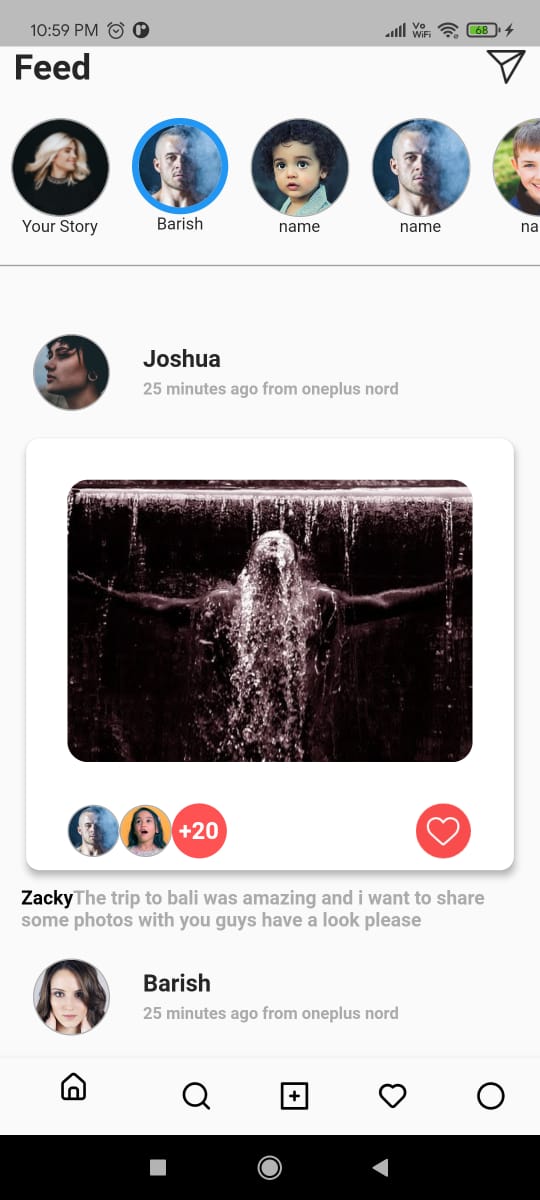 10:59 PM
Vo
WiFi
68
Feed
Your Story
Barish
name
name
na
Joshua
25 minutes ago from oneplus nord
+20
ZackyThe trip to bali was amazing and i want to share
some photos with you guys have a look please
Barish
25 minutes ago from oneplus nord